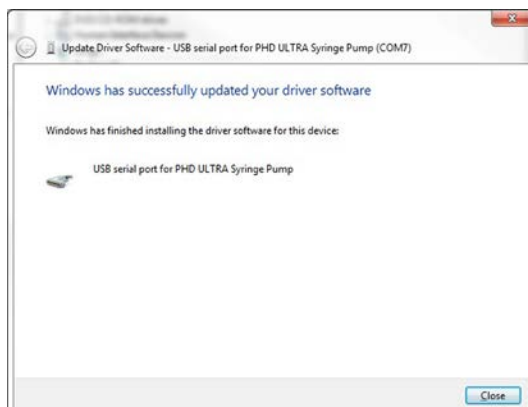 Update Driver Software - USB serial port for PHD ULTRA Syringe Pump (COM7)
Windows has successfully updated your driver software
Windows has finished installing the driver software for this device:
USB serial port for PHD ULTRA Syringe Pump
Close